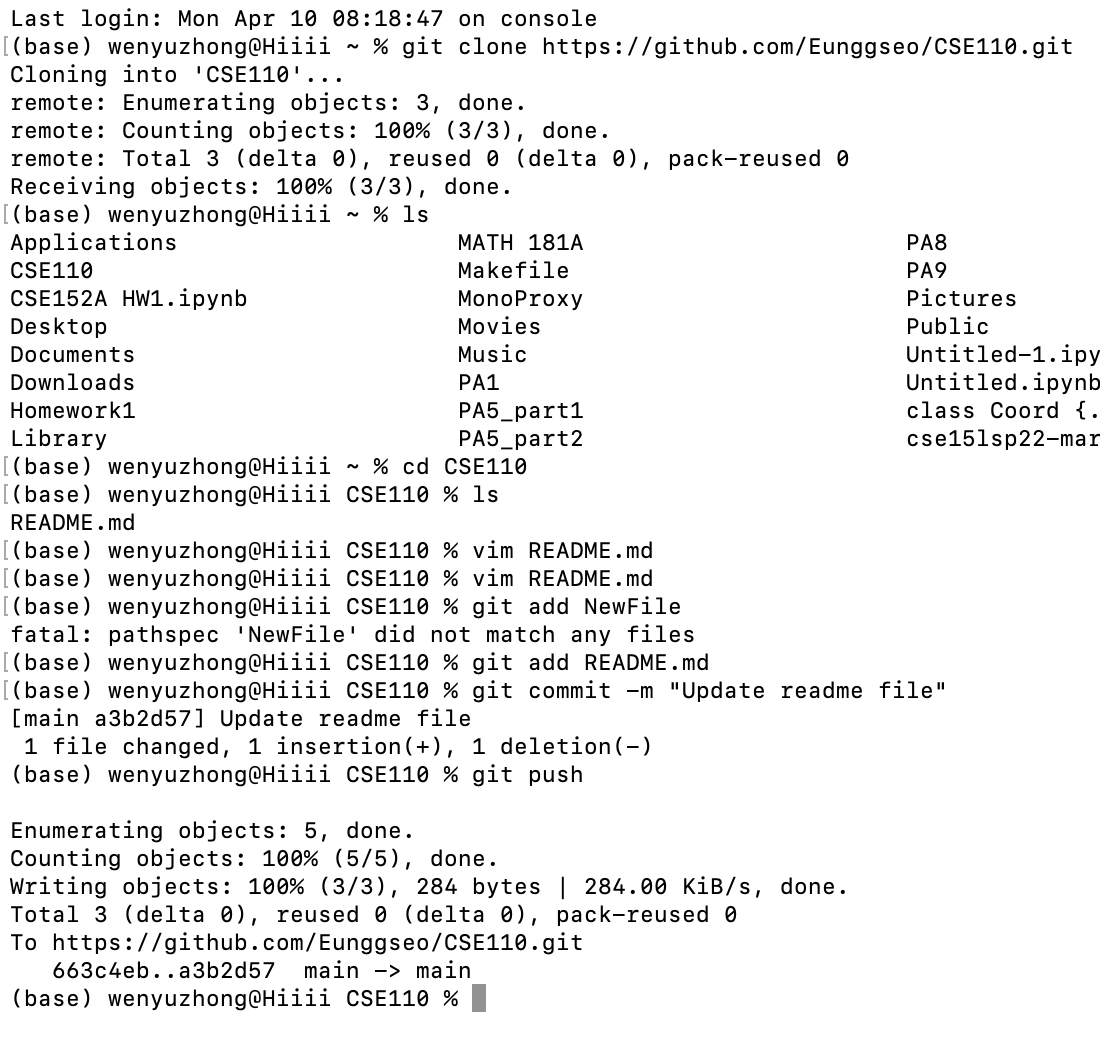 Last login: Mon Apr 10 08:18:47 on console
[(base) wenyuzhong@Hiiii ~ % git clone https://github.com/Eunggseo/CSE110.git
Cloning into 'CSE110'...
remote: Enumerating objects: 3, done.
remote: Counting objects: 100% (3/3), done.
remote: Total 3 (delta 0), reused 0 (delta 0), pack-reused 0
Receiving objects: 100% (3/3), done.
[(base) wenyuzhong@Hiiii ~ % ls
Applications MATH 181A PA8
CSE110 Makefile PA9
CSE152A HW1.ipynb MonoProxy Pictures
Desktop Movies Public
Documents Music Untitled-1.ipy
Downloads PA1 Untitled.ipynb
Homework1 PA5_part1 class Coord {.
Library PA5_part2 cse15lsp22-mar
[(base) wenyuzhong@Hiiii ~ % cd CSE110
[(base) wenyuzhong@Hiiii CSE110 % ls
README.md
[(base) wenyuzhong@Hiiii CSE110 % vim README.md
[(base) wenyuzhong@Hiiii CSE110 % vim README.md
[(base) wenyuzhong@Hiiii CSE110 % git add NewFile
fatal: pathspec 'NewFile' did not match any files
[(base) wenyuzhong@Hiiii CSE110 % git add README.md
[(base) wenyuzhong@Hiiii CSE110 % git commit -m "Update readme file"
[main a3b2d57] Update readme file
 1 file changed, 1 insertion(+), 1 deletion(-)
(base) wenyuzhong@Hiiii CSE110 % git push
Enumerating objects: 5, done.
Counting objects: 100% (5/5), done.
Writing objects: 100% (3/3), 284 bytes | 284.00 KiB/s, done.
Total 3 (delta 0), reused 0 (delta 0), pack-reused 0
To https://github.com/Eunggseo/CSE110.git
   663c4eb..a3b2d57  main -> main
(base) wenyuzhong@Hiiii CSE110 %